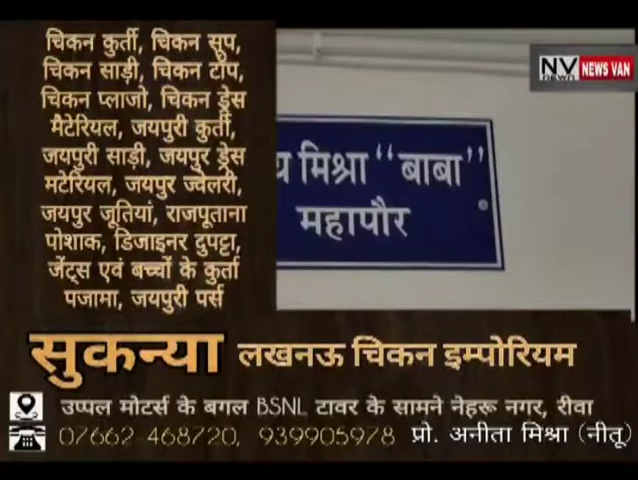 चिकन कुर्ती, चिकन सूप,
चिकन साड़ी, चिकन टॉप,
चिकन प्लाजो, चिकन ड्रेस
मैटेरियल, जयपुरी कुर्ती,
जयपुरी साड़ी, जयपुर ड्रेस
मटेरियल, जयपुर ज्वेलरी,
जयपुर जूतियां, राजपूताना
पोशाक, डिजाइनर दुपट्टा,
जेंट्स एवं बच्चों के कुर्ता
पजामा, जयपुरी पर्स
NV NEWS VAN
news
य मिश्रा “बाबा”
महापौर
सुकन्या लखनऊ चिकन इम्पोरियम
उप्पल मोटर्स के बगल BSNL टावर के सामने नेहरू नगर, रीवा
07662-468720, 939905978 प्रो. अनीता मिश्रा (नीतू)